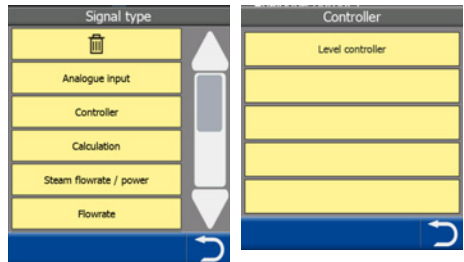 Signal type
Analogue input
Controller
Calculation
Steam flowrate / power
Flowrate
Controller
Level controller